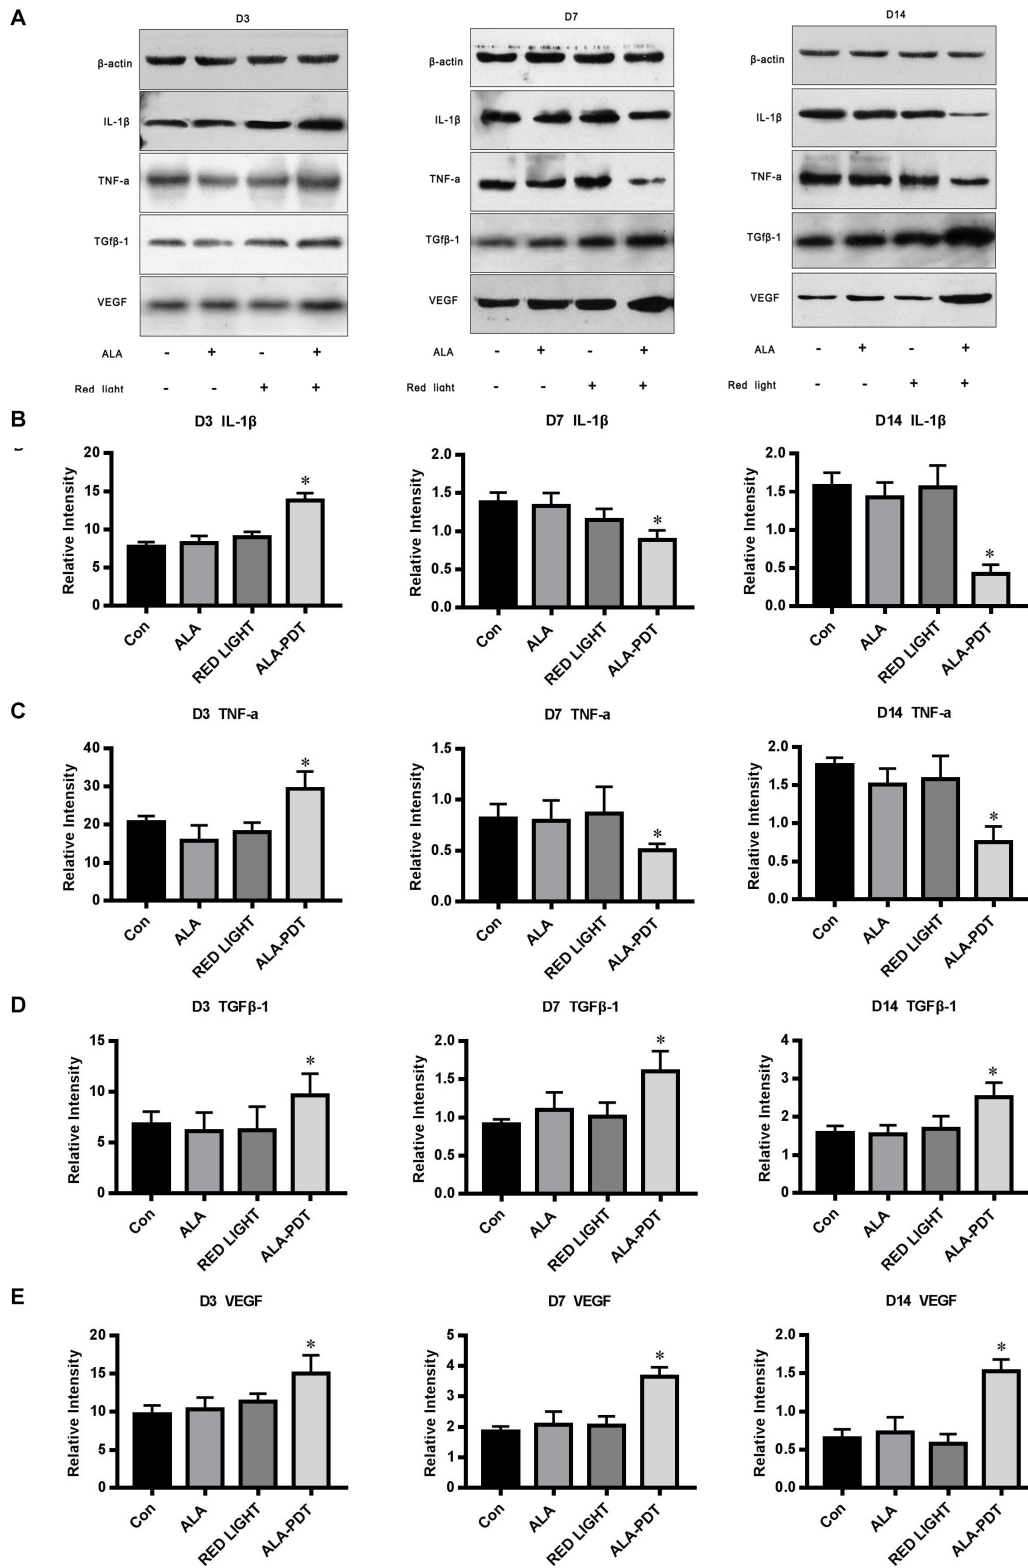 A
D3
D7
D14
β-actin
IL-1β
TNF-a
TGfβ-1
VEGF
ALA - + - +
Red light - - + +
β-actin
IL-1β
TNF-a
TGfβ-1
VEGF
ALA - + - +
Red light - - + +
β-actin
IL-1β
TNF-a
TGfβ-1
VEGF
ALA - + - +
Red light - - + +
B
D3 IL-1β
Relative Intensity
20
15
10
5
0
*
Con
ALA
RED LIGHT
ALA-PDT
D7 IL-1β
Relative Intensity
2.0
1.5
1.0
0.5
0.0
*
Con
ALA
RED LIGHT
ALA-PDT
D14 IL-1β
Relative Intensity
2.0
1.5
1.0
0.5
0.0
*
Con
ALA
RED LIGHT
ALA-PDT
C
D3 TNF-a
Relative Intensity
40
30
20
10
0
*
Con
ALA
RED LIGHT
ALA-PDT
D7 TNF-a
Relative Intensity
1.5
1.0
0.5
0.0
*
Con
ALA
RED LIGHT
ALA-PDT
D14 TNF-a
Relative Intensity
2.0
1.5
1.0
0.5
0.0
*
Con
ALA
RED LIGHT
ALA-PDT
D
D3 TGFβ-1
Relative Intensity
15
10
5
0
*
Con
ALA
RED LIGHT
ALA-PDT
D7 TGFβ-1
Relative Intensity
2.0
1.5
1.0
0.5
0.0
*
Con
ALA
RED LIGHT
ALA-PDT
D14 TGFβ-1
Relative Intensity
4
3
2
1
0
*
Con
ALA
RED LIGHT
ALA-PDT
E
D3 VEGF
Relative Intensity
20
15
10
5
0
*
Con
ALA
RED LIGHT
ALA-PDT
D7 VEGF
Relative Intensity
5
4
3
2
1
0
*
Con
ALA
RED LIGHT
ALA-PDT
D14 VEGF
Relative Intensity
2.0
1.5
1.0
0.5
0.0
*
Con
ALA
RED LIGHT
ALA-PDT